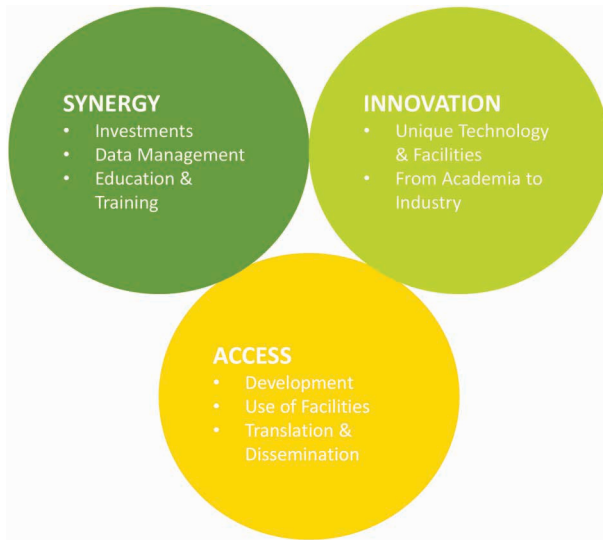 SYNERGY
• Investments
• Data Management
• Education &
Training
INNOVATION
• Unique Technology
& Facilities
• From Academia to
Industry
ACCESS
• Development
• Use of Facilities
• Translation &
Dissemination